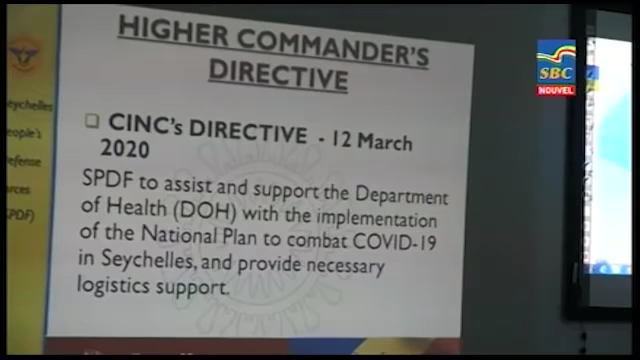 HIGHER COMMANDER'S
DIRECTIVE
SBC
NOUVEL
CINC's DIRECTIVE - 12 March
2020
SPDF to assist and support the Department
of Health (DOH) with the implementation
of the National Plan to combat COVID-19
in Seychelles, and provide necessary
logistics support.
eychelles
eople's
efense
orces
PDF)